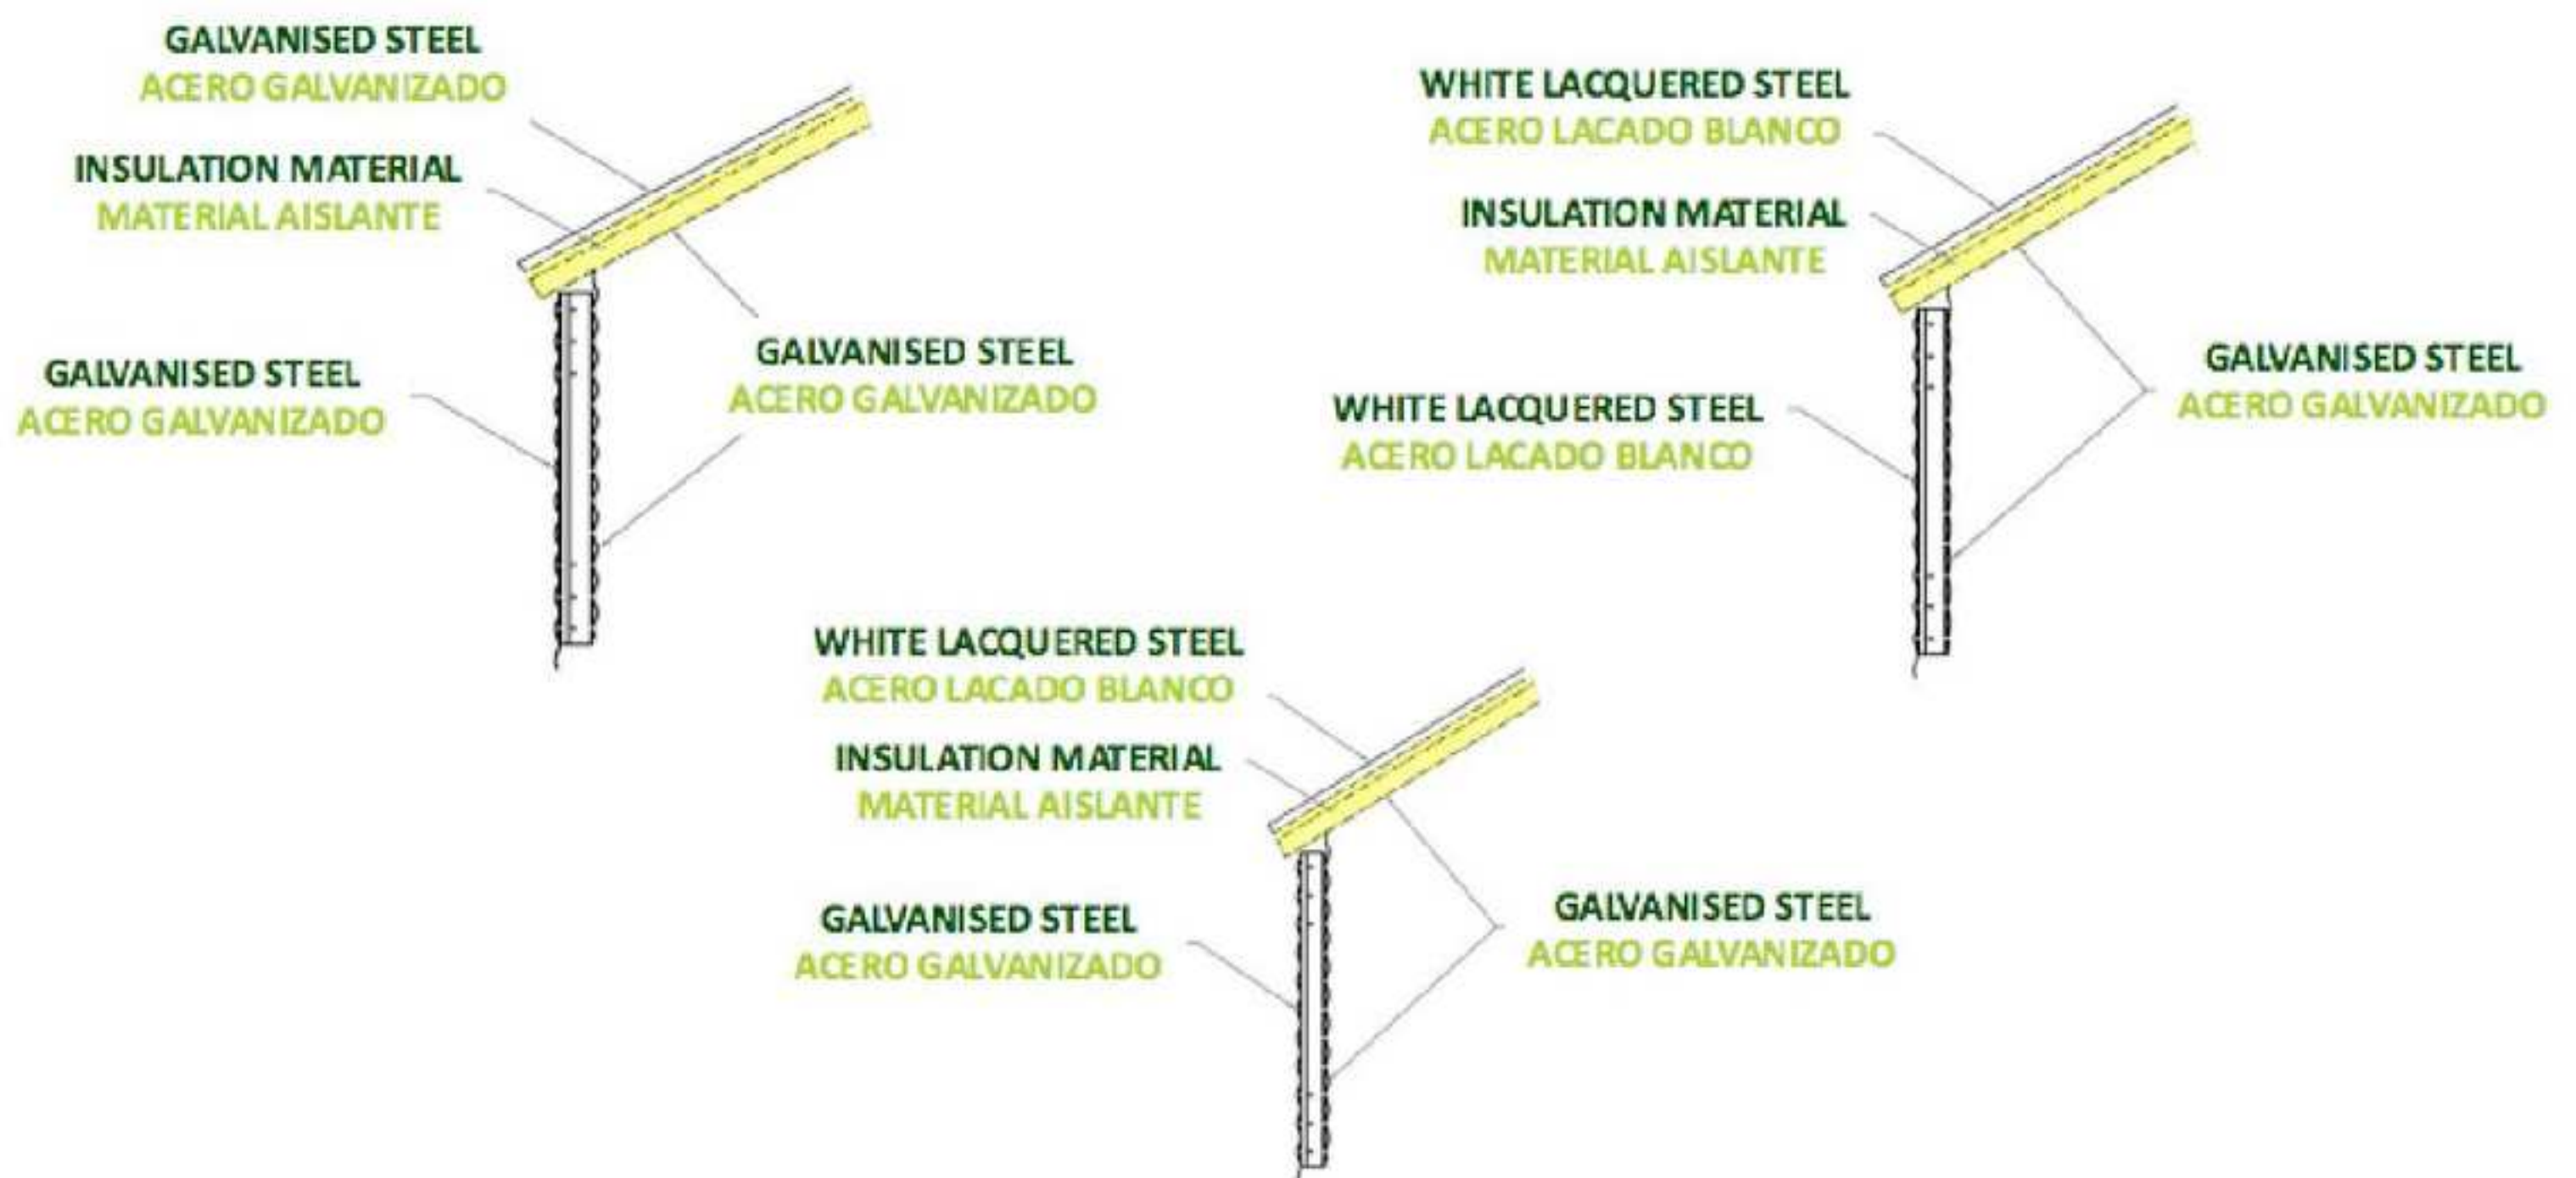 GALVANISED STEEL
ACERO GALVANIZADO
INSULATION MATERIAL
MATERIAL AISLANTE
GALVANISED STEEL
ACERO GALVANIZADO
GALVANISED STEEL
ACERO GALVANIZADO
WHITE LACQUERED STEEL
ACERO LACADO BLANCO
INSULATION MATERIAL
MATERIAL AISLANTE
WHITE LACQUERED STEEL
ACERO LACADO BLANCO
GALVANISED STEEL
ACERO GALVANIZADO
WHITE LACQUERED STEEL
ACERO LACADO BLANCO
INSULATION MATERIAL
MATERIAL AISLANTE
GALVANISED STEEL
ACERO GALVANIZADO
GALVANISED STEEL
ACERO GALVANIZADO